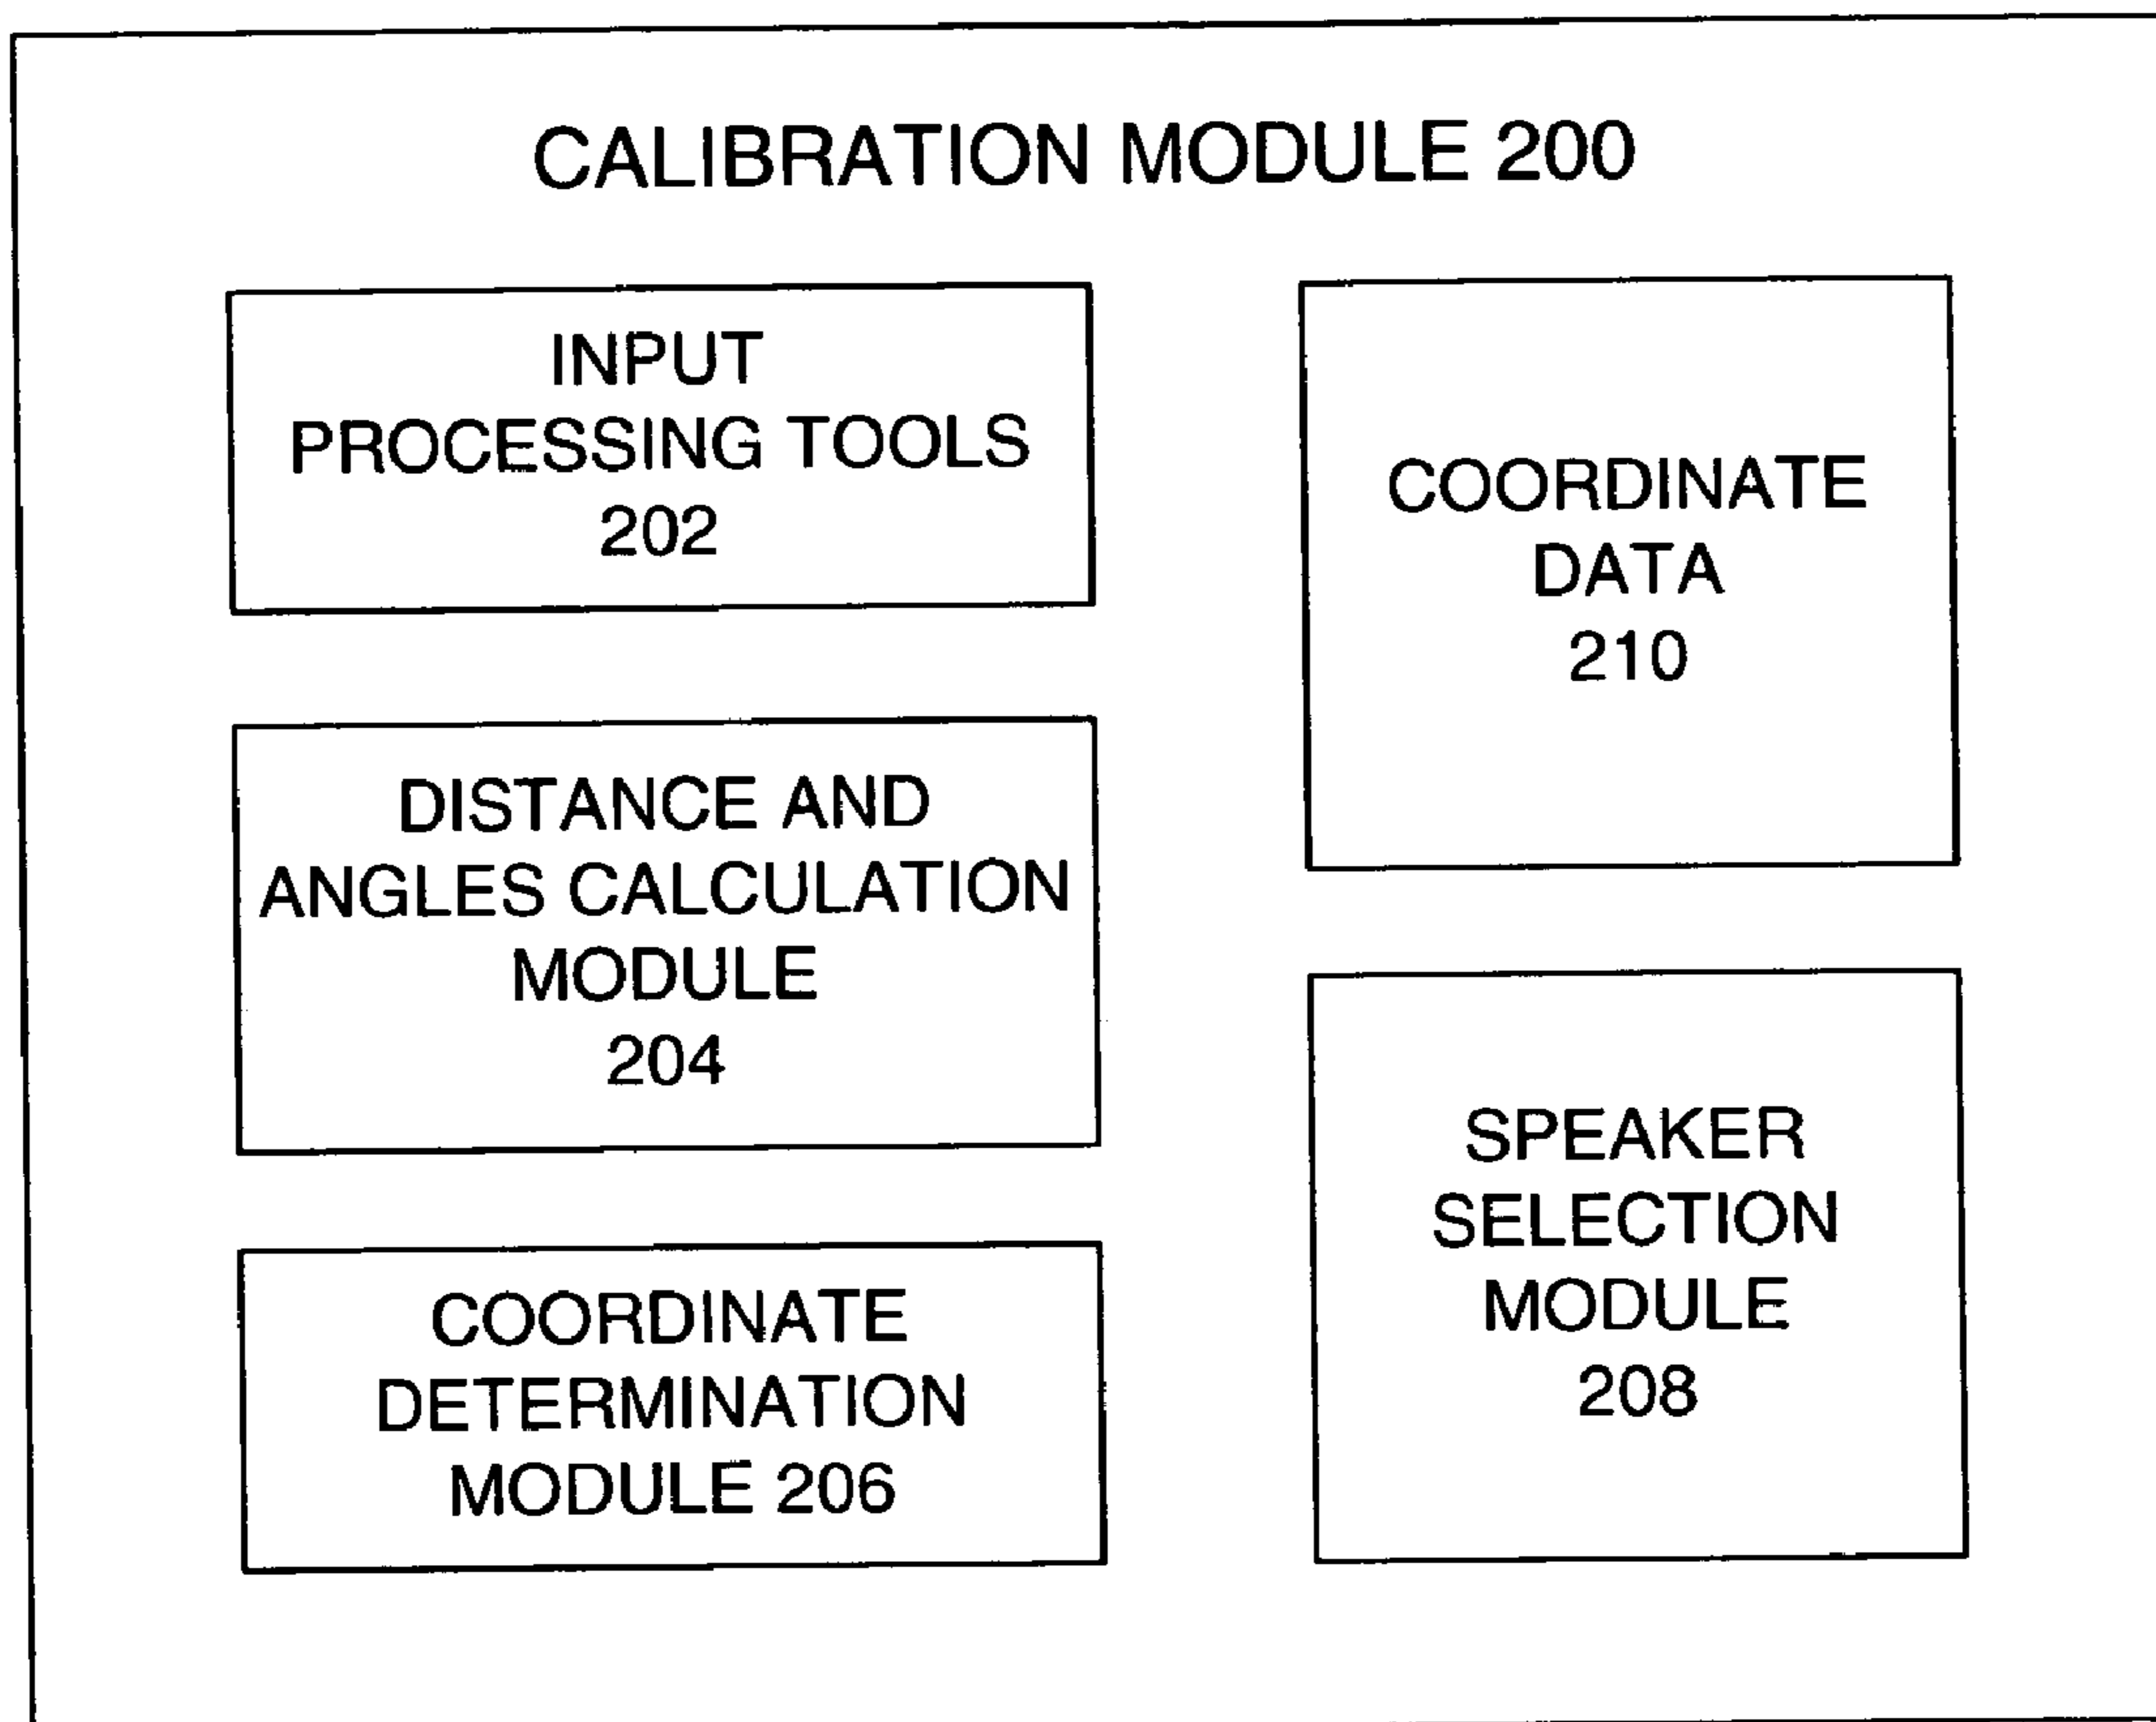 CALIBRATION MODULE 200
INPUT
PROCESSING TOOLS
202
DISTANCE AND
ANGLES CALCULATION
MODULE
204
COORDINATE
DETERMINATION
MODULE 206
COORDINATE
DATA
210
SPEAKER
SELECTION
MODULE
208